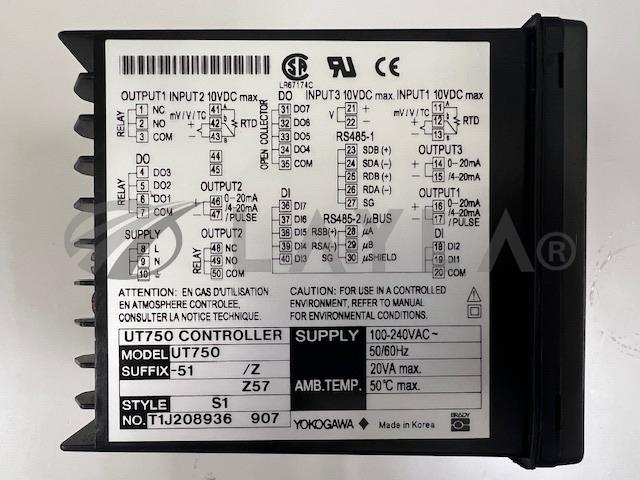 LR67174C
OUTPUT1 INPUT2 10VDC max. DO INPUT3 10VDC max. INPUT1 10VDC max.
RELAY
1 NC
2 NO
3 COM
41
42
43
mV/V/TC
RTD
44
45
OPEN COLLECTOR
31 DO7
32 DO6
33 DO5
34 DO4
35 COM
V
21 +
22 -
RS485-1
23 SDB (+)
24 SDA (-)
25 RDB (+)
26 RDA (-)
27 SG
mV/V/TC
11
12
13
RTD
OUTPUT3
14 0~20mA
15 /4~20mA
DO
RELAY
4 DO3
5 DO2
6 DO1
7 COM
OUTPUT2
46 0~20mA
47 /4~20mA
/PULSE
DI
36 DI7
37 DI6
38 DI5
39 DI4
40 DI3
RS485-2 /µBUS
RSB(+) 28 µA
RSA(-) 29 µB
SG 30 µSHIELD
OUTPUT1
16 0~20mA
17 /4~20mA
/PULSE
SUPPLY
8 L
9 N
10
OUTPUT2
RELAY
48 NC
49 NO
50 COM
DI
18 DI2
19 DI1
20 COM
LAYLA®
ATTENTION: EN CAS D'UTILISATION
EN ATMOSPHERE CONTROLEE,
CONSULTER LA NOTICE TECHNIQUE.
CAUTION: FOR USE IN A CONTROLLED
ENVIRONMENT, REFER TO MANUAL
FOR ENVIRONMENTAL CONDITIONS.
UT750 CONTROLLER
MODEL UT750
SUFFIX -51 /Z
Z57
STYLE S1
NO. T1J208936 907
SUPPLY 100-240VAC~
50/60Hz
20VA max.
AMB.TEMP. 50°C max.
YOKOGAWA Made in Korea BRADY